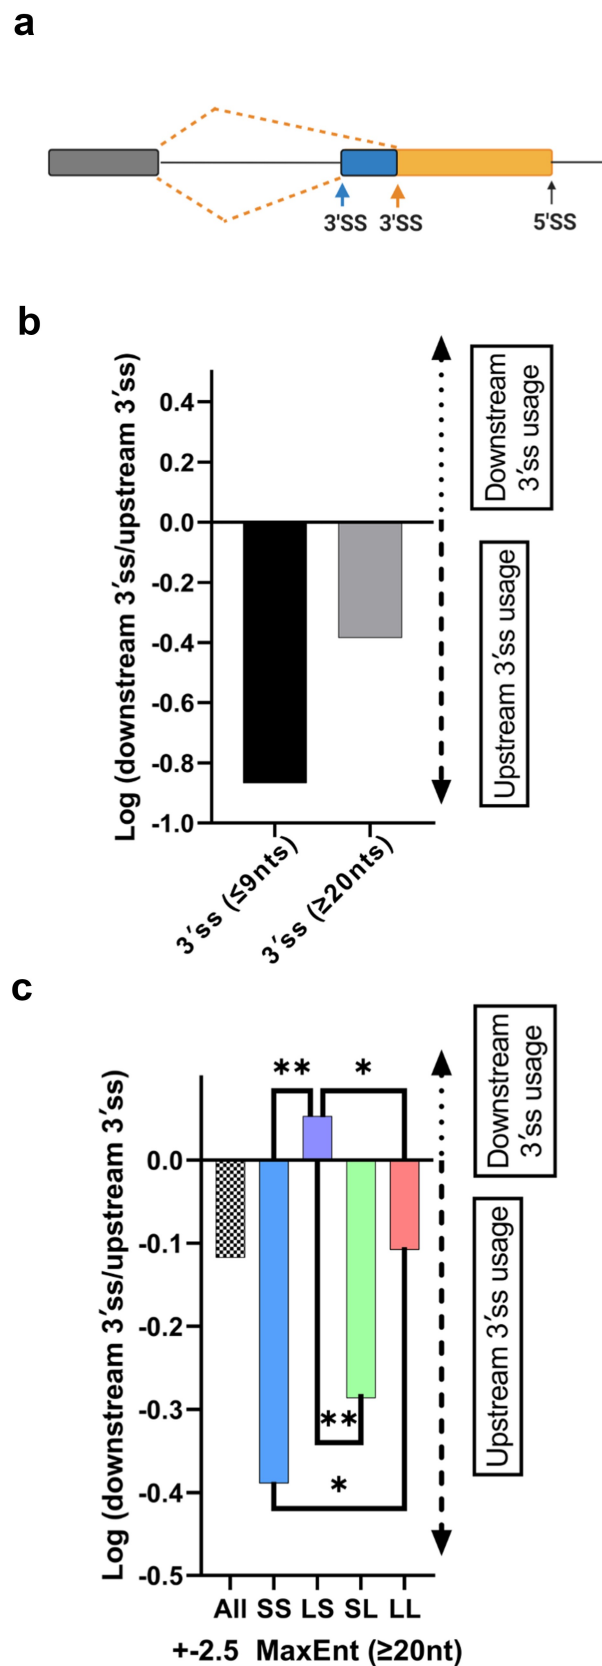 a
3'SS 3'SS 5'SS
b
Log (downstream 3′ss/upstream 3′ss)
0.4
0.2
0.0
-0.2
-0.4
-0.6
-0.8
-1.0
3′ss (≤9nts)
3′ss (≥20nts)
Downstream
3′ss usage
Upstream 3′ss usage
c
Log (downstream 3′ss/upstream 3′ss)
0.0
-0.1
-0.2
-0.3
-0.4
-0.5
** *
**
*
All SS LS SL LL
+-2.5 MaxEnt (≥20nt)
Downstream
3′ss usage
Upstream 3′ss usage